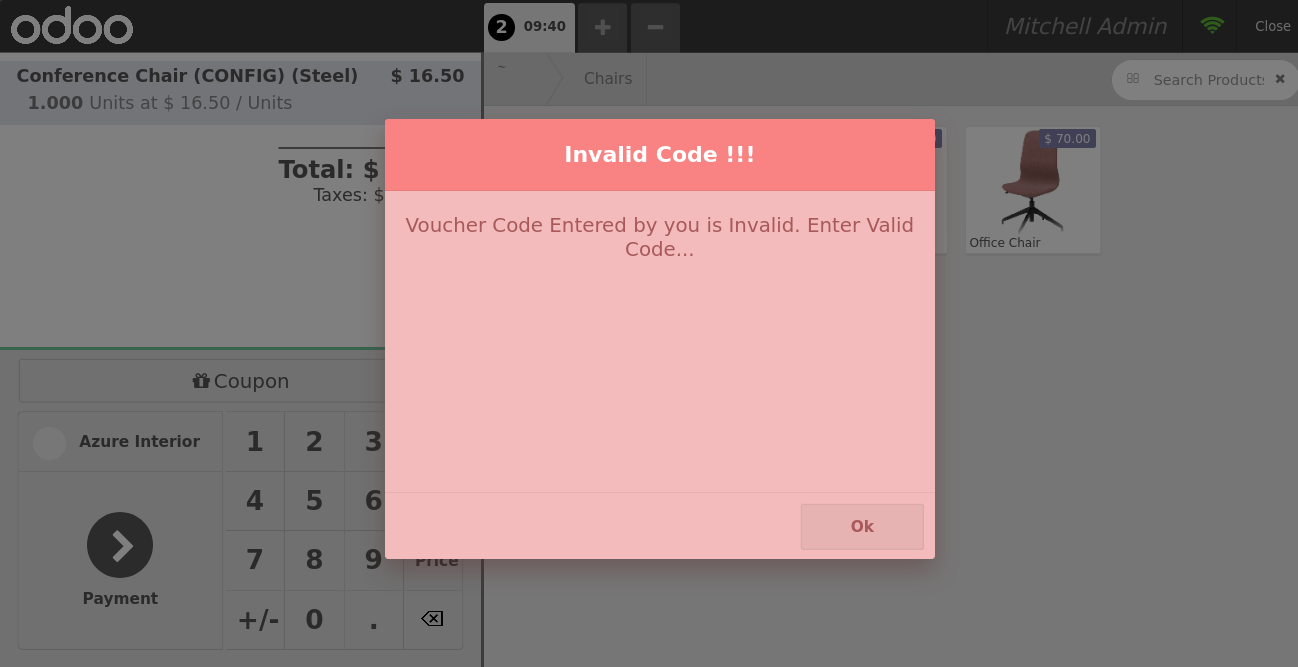 odoo
2 09:40
Mitchell Admin
Close
Conference Chair (CONFIG) (Steel) $ 16.50
1.000 Units at $ 16.50 / Units
~
Chairs
Search Products
Total: $
Taxes: $
$ 70.00
Office Chair
Invalid Code !!!
Voucher Code Entered by you is Invalid. Enter Valid
Code...
Ok
Coupon
Azure Interior
Payment
1 2 3
4 5 6
7 8 9 Price
+/- 0 .